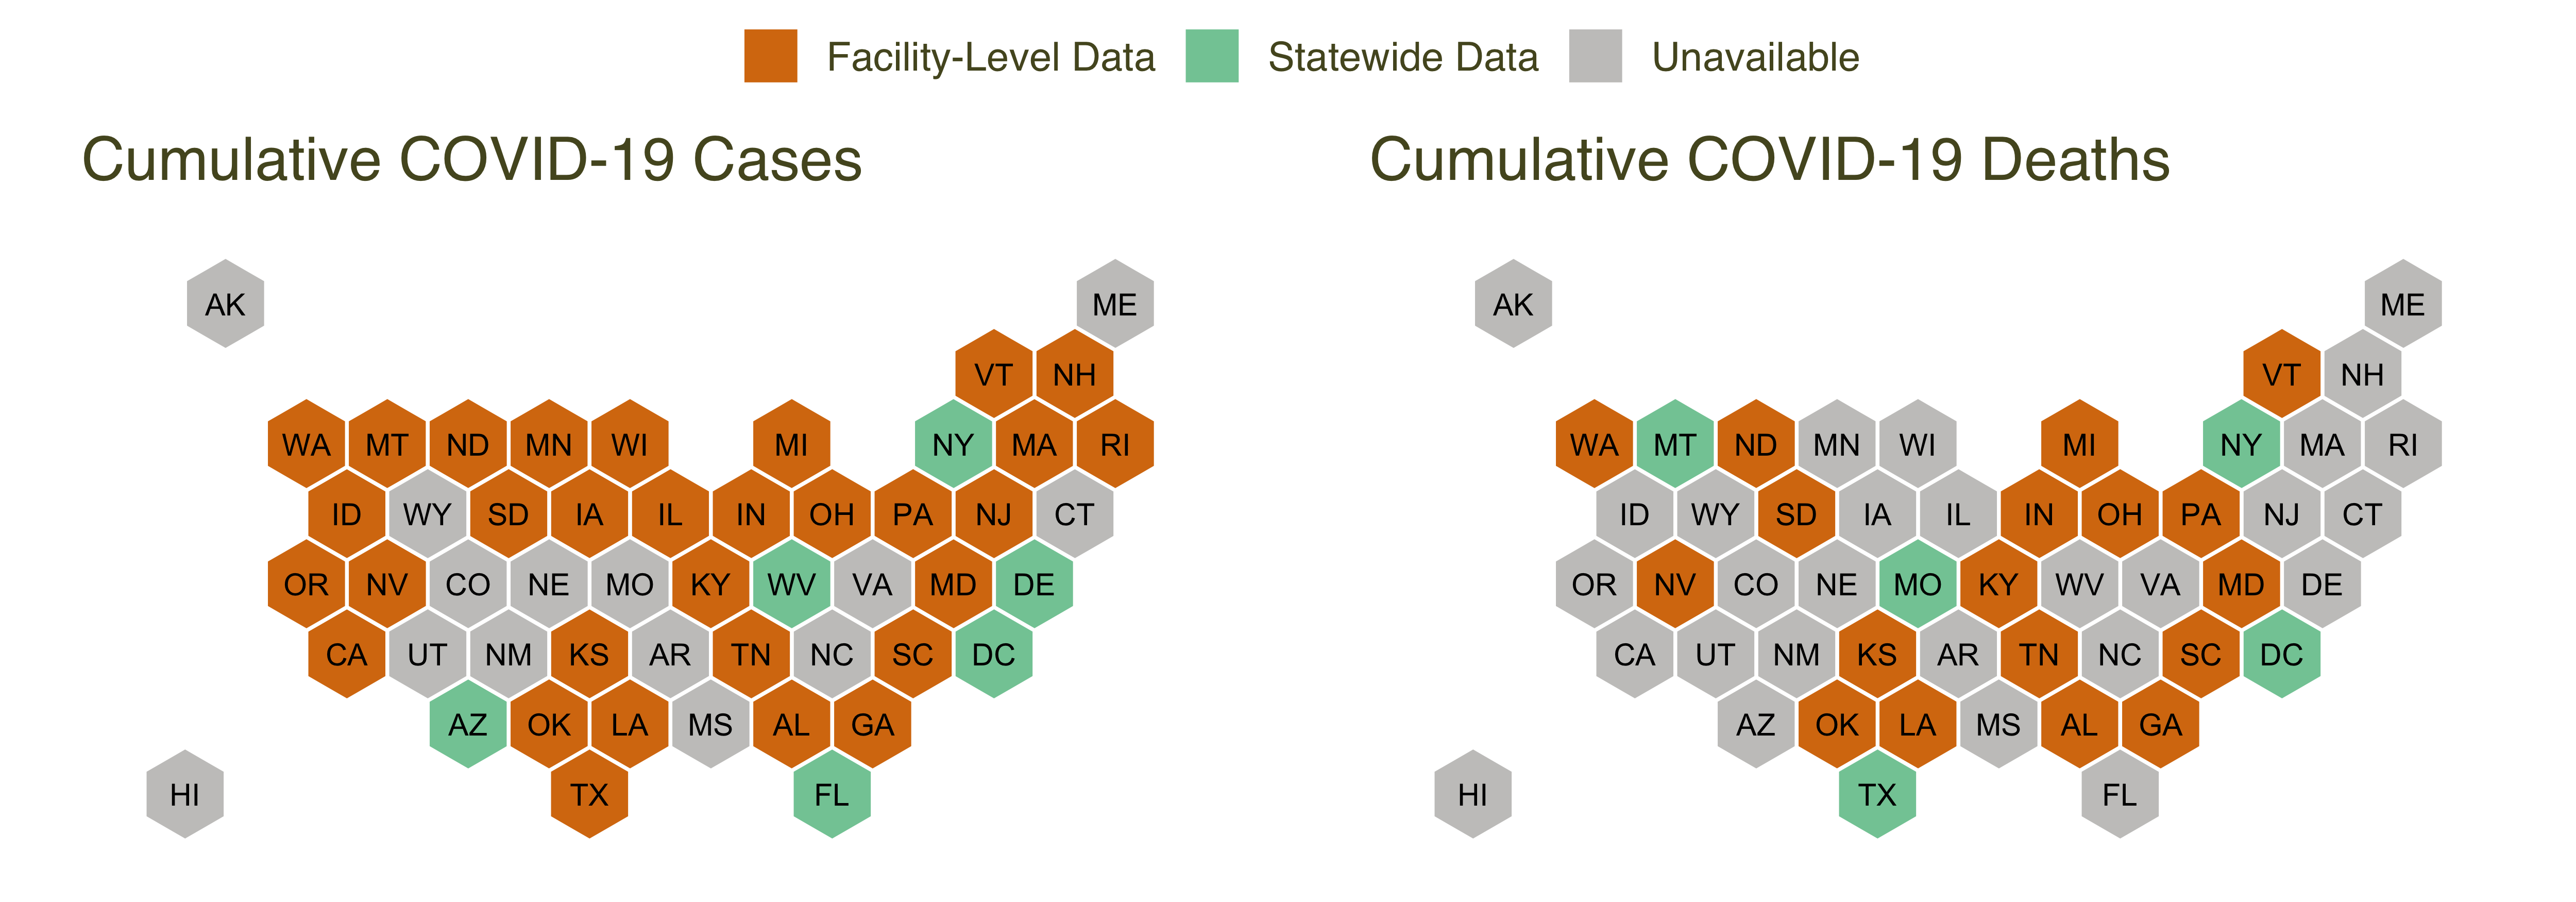 Facility-Level Data Statewide Data Unavailable
Cumulative COVID-19 Cases
AK ME
VT NH
WA MT ND MN WI MI NY MA RI
ID WY SD IA IL IN OH PA NJ CT
OR NV CO NE MO KY WV VA MD DE
CA UT NM KS AR TN NC SC DC
AZ OK LA MS AL GA
HI TX FL
Cumulative COVID-19 Deaths
AK ME
VT NH
WA MT ND MN WI MI NY MA RI
ID WY SD IA IL IN OH PA NJ CT
OR NV CO NE MO KY WV VA MD DE
CA UT NM KS AR TN NC SC DC
AZ OK LA MS AL GA
HI TX FL